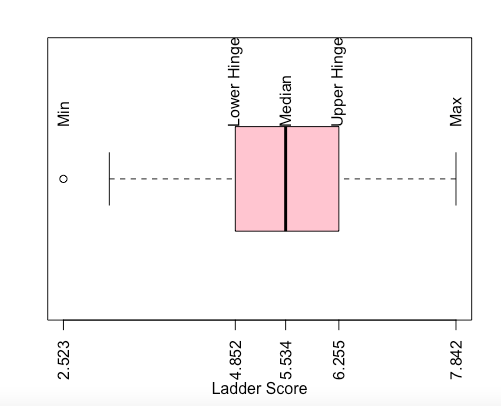 Min
Lower Hinge
Median
Upper Hinge
Max
2.523
4.852
5.534
6.255
7.842
Ladder Score